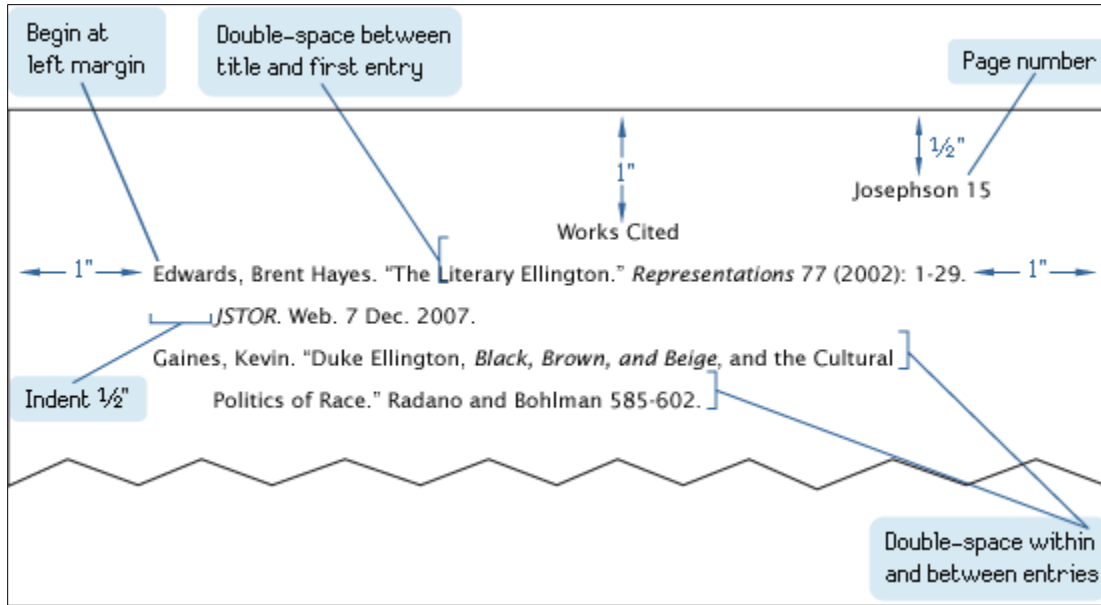 Begin at
left margin
Double-space between
title and first entry
Page number
1"
½"
Josephson 15
Works Cited
1"
Edwards, Brent Hayes. “The Literary Ellington.” Representations 77 (2002): 1-29.
1"
JSTOR. Web. 7 Dec. 2007.
Gaines, Kevin. “Duke Ellington, Black, Brown, and Beige, and the Cultural
Indent ½"
Politics of Race.” Radano and Bohlman 585-602.
Double-space within
and between entries